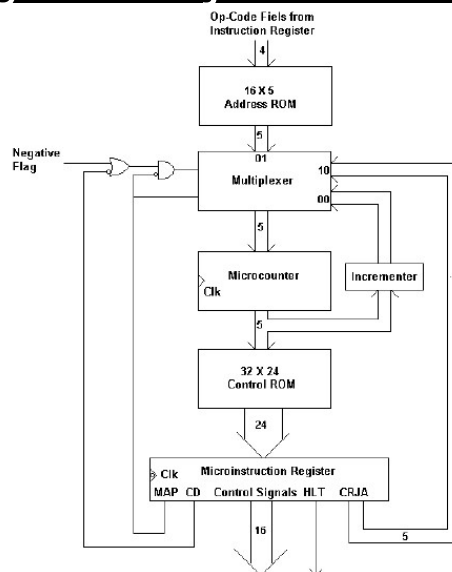 Op-Code Fiels from
Instruction Register
4
16 X 5
Address ROM
5
Negative
Flag
01
10
Multiplexer
00
5
Microcounter
Clk
Incrementer
5
32 X 24
Control ROM
24
Clk
Microinstruction Register
MAP CD Control Signals HLT CRJA
16
5